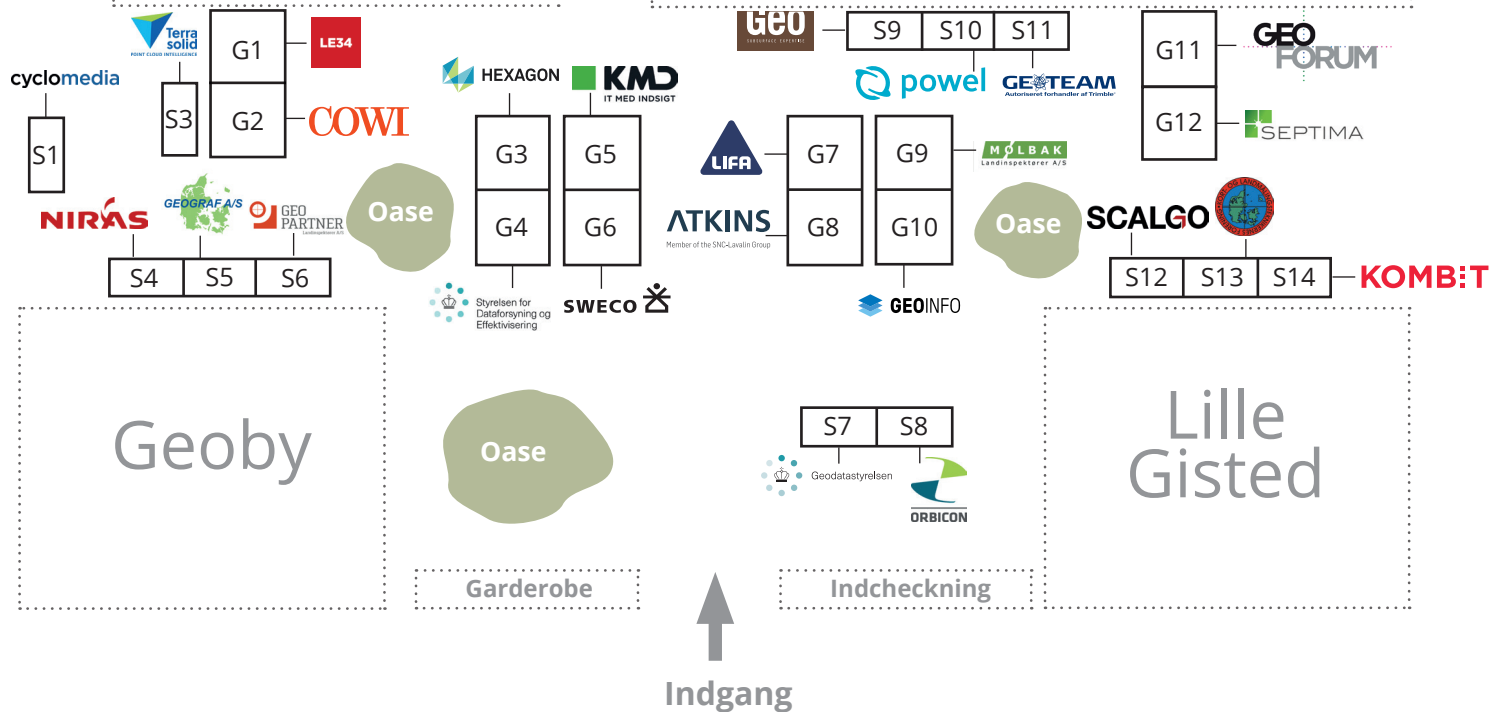 Terra
solid
POINT CLOUD INTELLIGENCE
G1
LE34
cyclomedia
S1
S3
G2
COWI
HEXAGON
KMD
IT MED INDSIGT
G3
G5
G4
G6
Styrelsen for
Dataforsyning og
Effektivisering
SWECO
NIRAS
GEOGRAF A/S
GEO
PARTNER
Landinspektører A/S
S4
S5
S6
Oase
Geo
SUBSURFACE EXPERTISE
S9
S10
S11
powel
GEOTEAM
Autoriseret forhandler af Trimble
LIFA
G7
G9
MØLBAK
Landinspektører A/S
ATKINS
Member of the SNC-Lavalin Group
G8
G10
GEOINFO
Oase
G11
GEO
FORUM
G12
SEPTIMA
SCALGO
S12
S13
S14
KOMBIT
Geoby
Oase
S7
S8
Geodatastyrelsen
ORBICON
Lille
Gisted
Garderobe
Indcheckning
Indgang